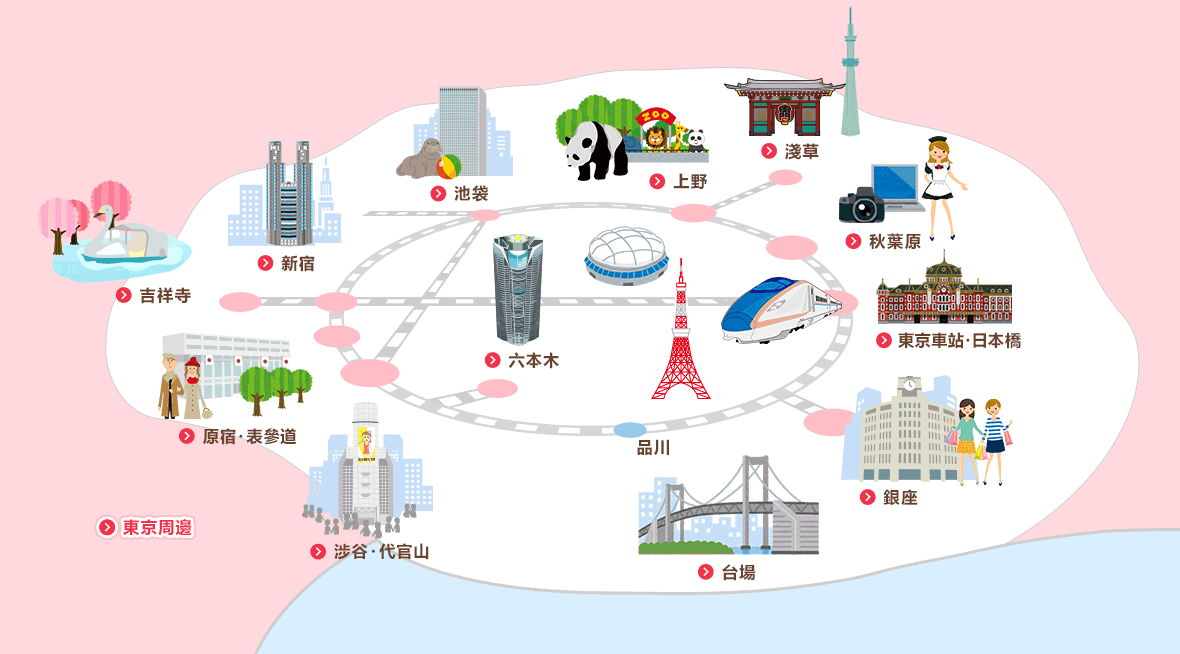 ZOO
淺草
池袋
上野
秋葉原
新宿
吉祥寺
東京車站·日本橋
六本木
原宿·表參道
品川
銀座
東京周邊
涉谷·代官山
台場